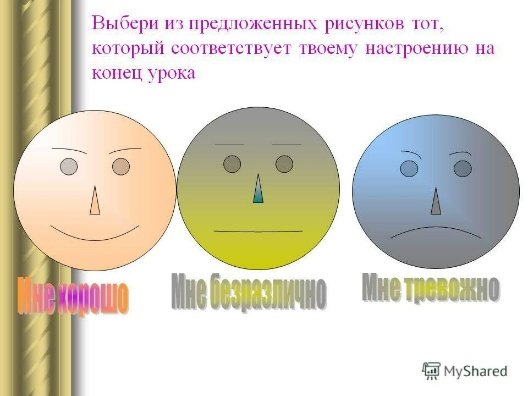 Выбери из предложенных рисунков тот,
который соответствует твоему настроению на
конец урока
Мне хорошо
Мне безразлично
Мне тревожно
MyShared